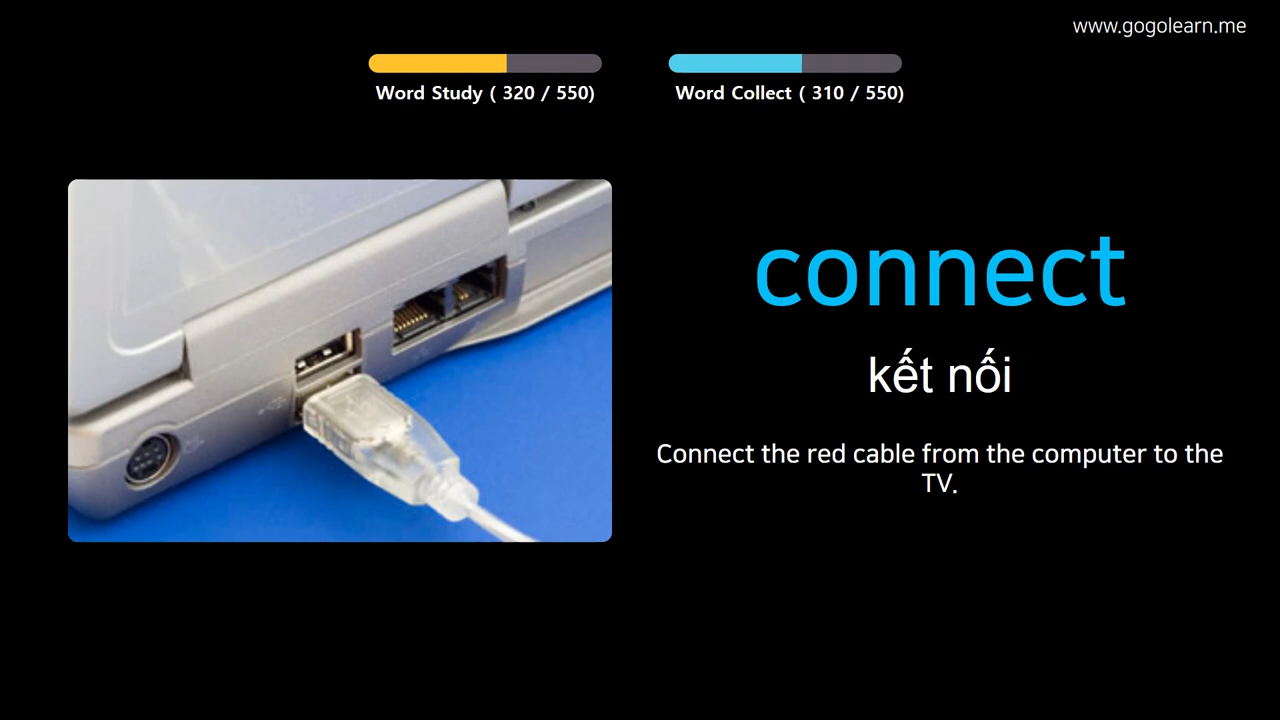 www.gogolearn.me
Word Study ( 320 / 550)
Word Collect ( 310 / 550)
connect
kết nối
Connect the red cable from the computer to the
TV.